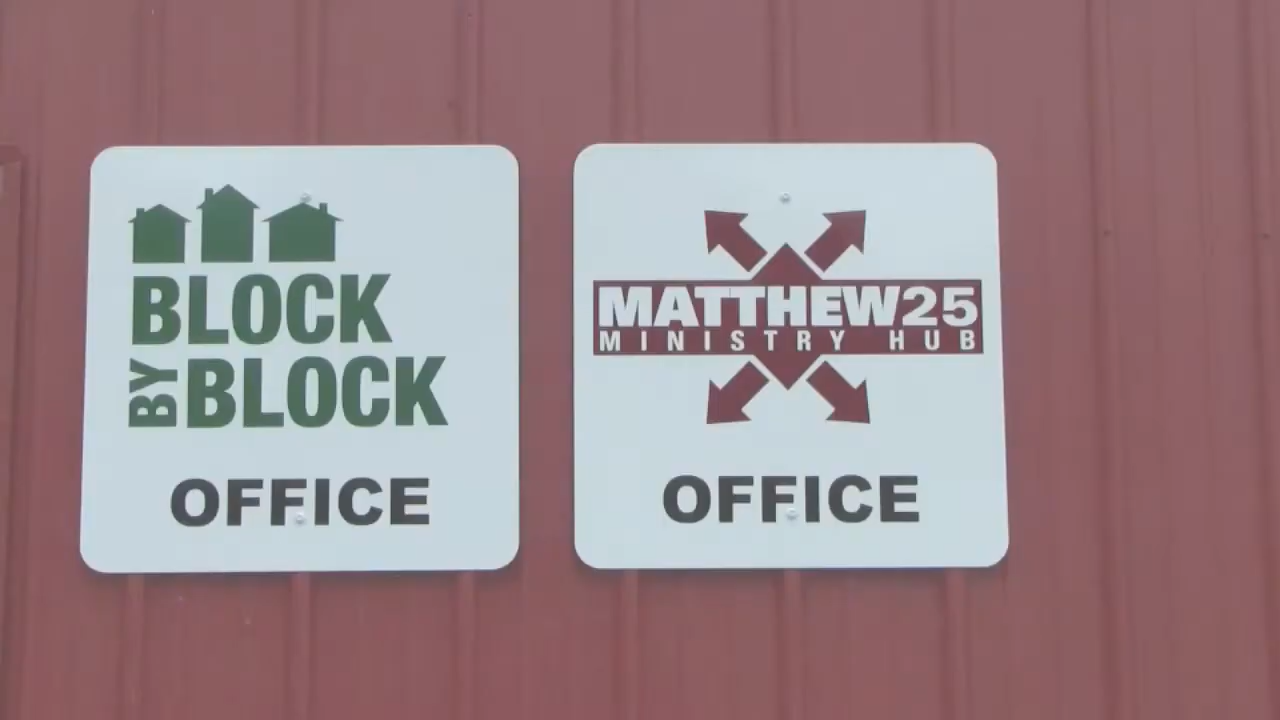 BLOCK
BY BLOCK
OFFICE
MATTHEW25
MINISTRY HUB
OFFICE